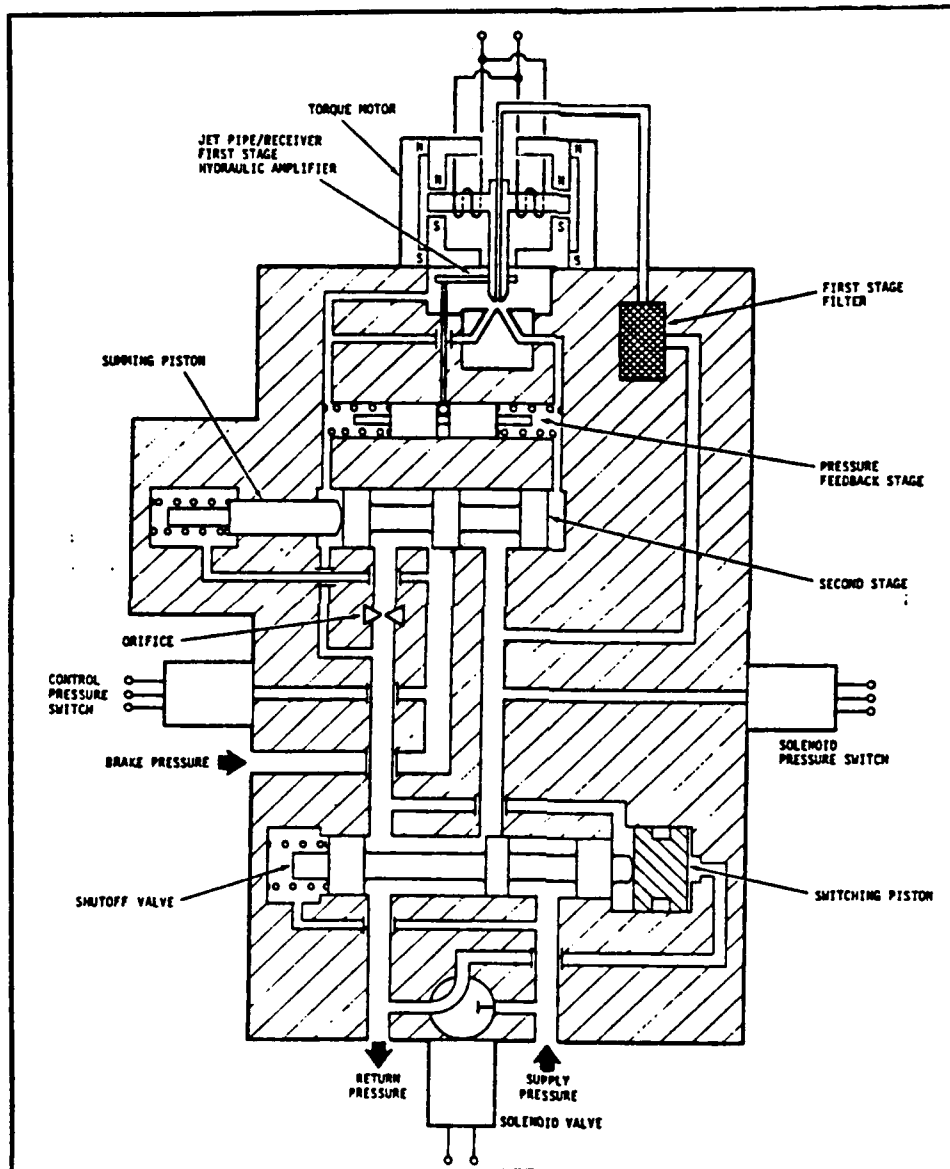 TORQUE MOTOR
JET PIPE/RECEIVER
FIRST STAGE
HYDRAULIC AMPLIFIER
N
N
N
N
S
S
S
S
FIRST STAGE
FILTER
SUMMING PISTON
PRESSURE
FEEDBACK STAGE
SECOND STAGE
ORIFICE
CONTROL
PRESSURE
SWITCH
SOLENOID
PRESSURE SWITCH
BRAKE PRESSURE
SHUTOFF VALVE
SWITCHING PISTON
RETURN
PRESSURE
SUPPLY
PRESSURE
SOLENOID VALVE